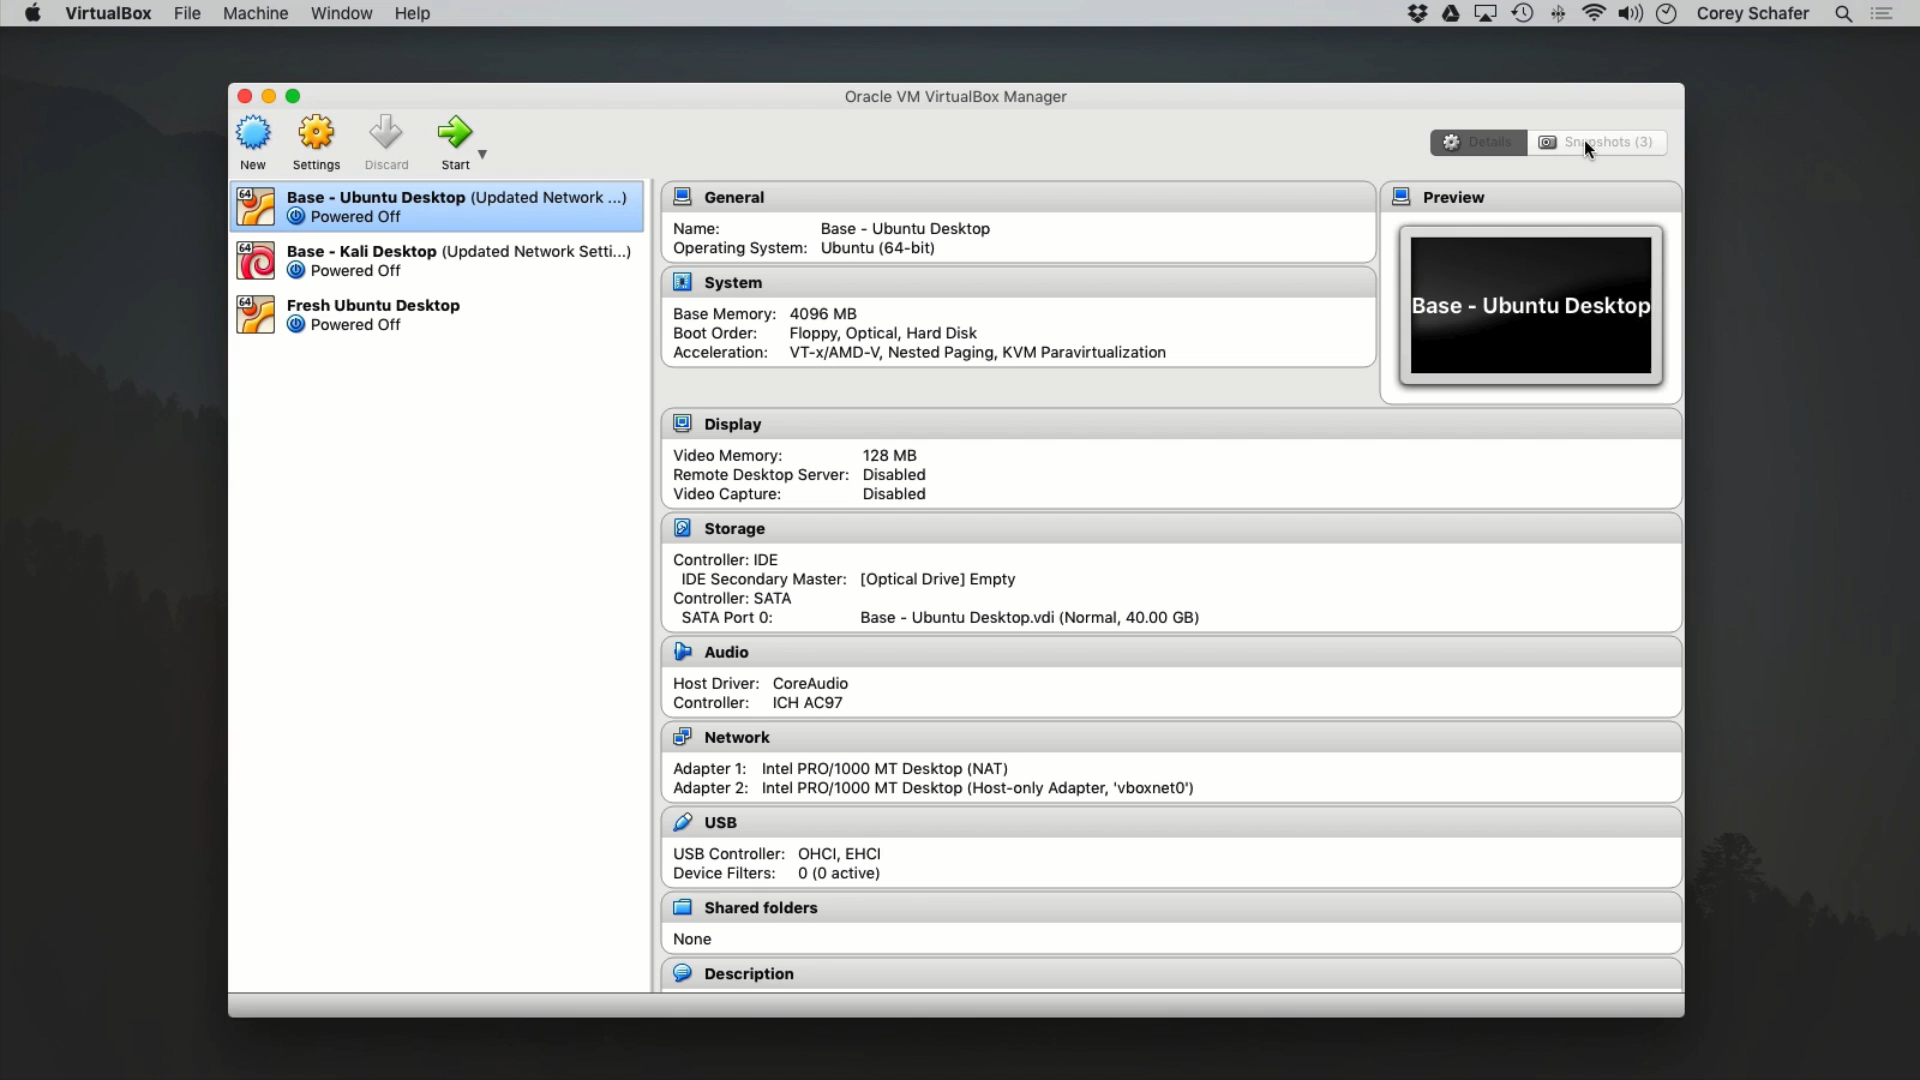 VirtualBox File Machine Window Help Corey Schafer
Oracle VM VirtualBox Manager
New Settings Discard Start
Details Snapshots (3)
64 Base - Ubuntu Desktop (Updated Network ...)
Powered Off
64 Base - Kali Desktop (Updated Network Setti...)
Powered Off
64 Fresh Ubuntu Desktop
Powered Off
General
Name: Base - Ubuntu Desktop
Operating System: Ubuntu (64-bit)
System
Base Memory: 4096 MB
Boot Order: Floppy, Optical, Hard Disk
Acceleration: VT-x/AMD-V, Nested Paging, KVM Paravirtualization
Preview
Base - Ubuntu Desktop
Display
Video Memory: 128 MB
Remote Desktop Server: Disabled
Video Capture: Disabled
Storage
Controller: IDE
IDE Secondary Master: [Optical Drive] Empty
Controller: SATA
SATA Port 0: Base - Ubuntu Desktop.vdi (Normal, 40.00 GB)
Audio
Host Driver: CoreAudio
Controller: ICH AC97
Network
Adapter 1: Intel PRO/1000 MT Desktop (NAT)
Adapter 2: Intel PRO/1000 MT Desktop (Host-only Adapter, 'vboxnet0')
USB
USB Controller: OHCI, EHCI
Device Filters: 0 (0 active)
Shared folders
None
Description